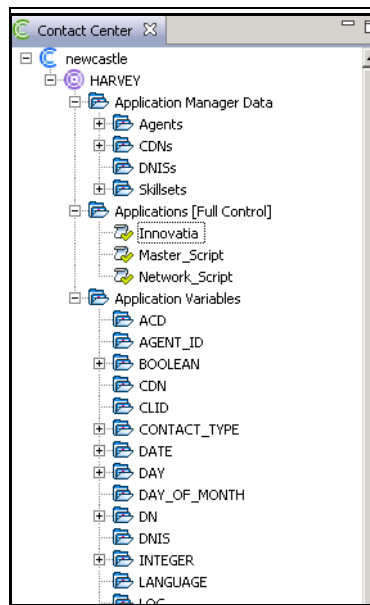 Contact Center
newcastle
HARVEY
Application Manager Data
Agents
CDNs
DNISs
Skillsets
Applications [Full Control]
Innovatia
Master_Script
Network_Script
Application Variables
ACD
AGENT_ID
BOOLEAN
CDN
CLID
CONTACT_TYPE
DATE
DAY
DAY_OF_MONTH
DN
DNIS
INTEGER
LANGUAGE
LOC